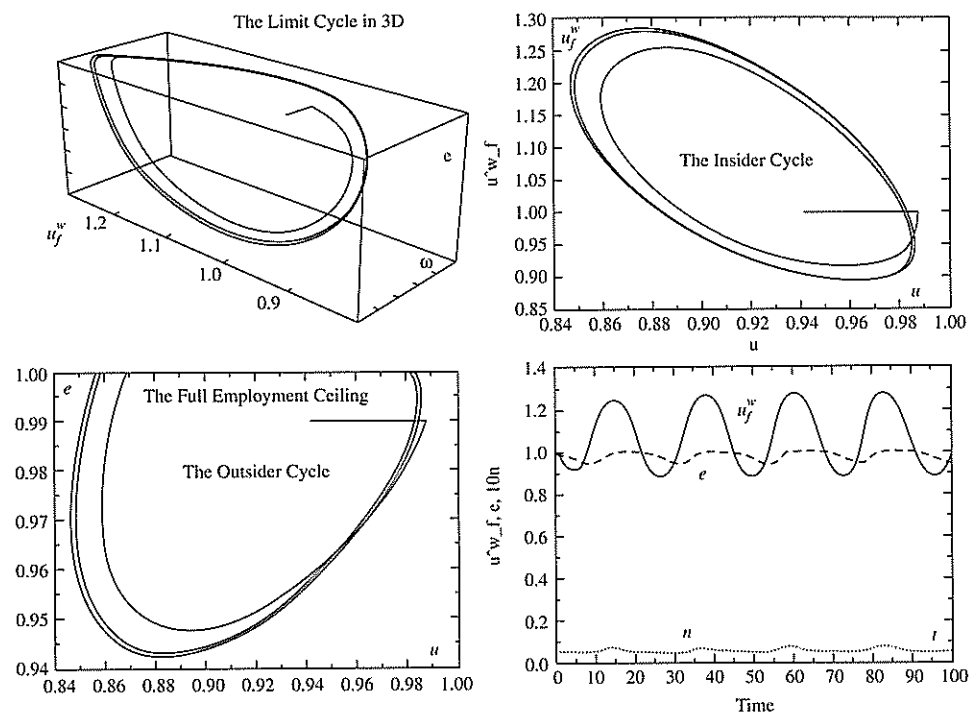 The Limit Cycle in 3D
e
u_f^w
1.2
1.1
1.0
0.9
ω
u^w_f
1.30
1.25
1.20
1.15
1.10
1.05
1.00
0.95
0.90
0.85
u_f^w
The Insider Cycle
u
0.84 0.86 0.88 0.90 0.92 0.94 0.96 0.98 1.00
u
1.00
0.99
0.98
0.97
0.96
0.95
0.94
e
The Full Employment Ceiling
The Outsider Cycle
u
0.84 0.86 0.88 0.90 0.92 0.94 0.96 0.98 1.00
u^w_f, e, 10n
1.4
1.2
1.0
0.8
0.6
0.4
0.2
0.0
u_f^w
e
n
t
0 10 20 30 40 50 60 70 80 90 100
Time